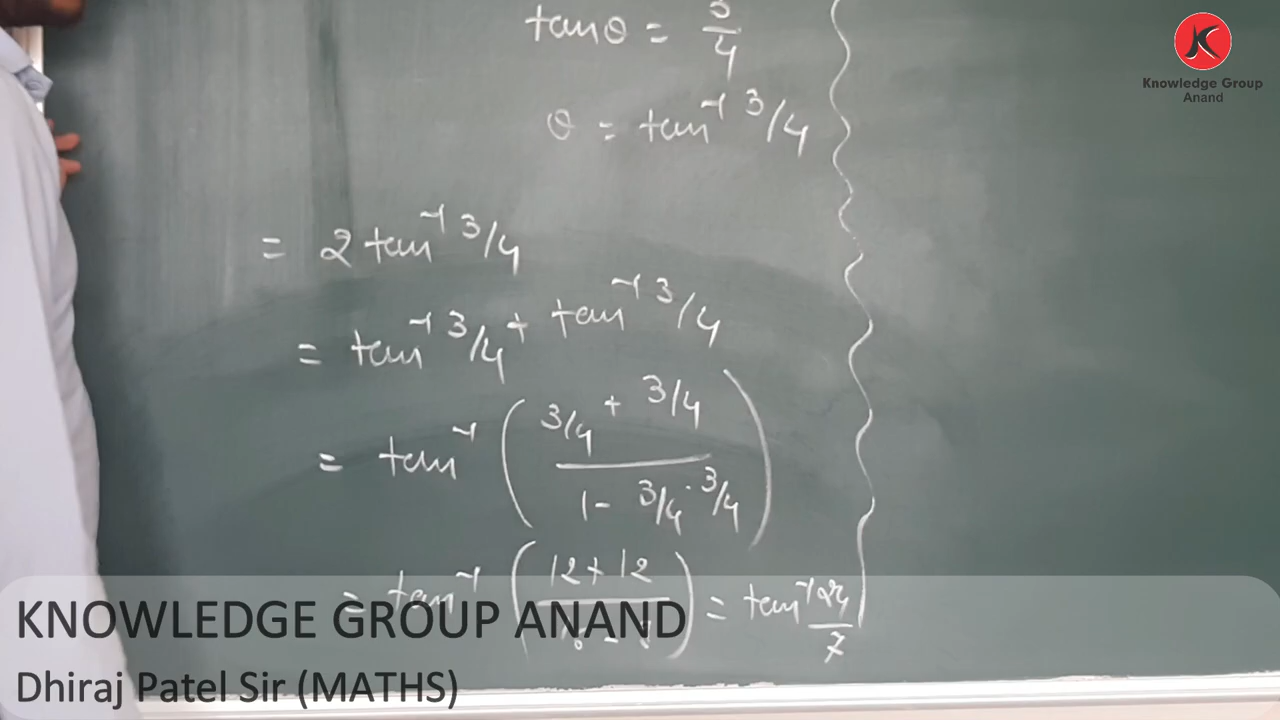 tanθ = 3/4
θ = tan⁻¹ 3/4
= 2 tan⁻¹ 3/4
= tan⁻¹ 3/4 + tan⁻¹ 3/4
= tan⁻¹ ( (3/4 + 3/4) / (1 - 3/4 · 3/4) )
= tan⁻¹ ( (12 + 12) / ) = tan⁻¹ 24/7
Knowledge Group
Anand
KNOWLEDGE GROUP ANAND
Dhiraj Patel Sir (MATHS)